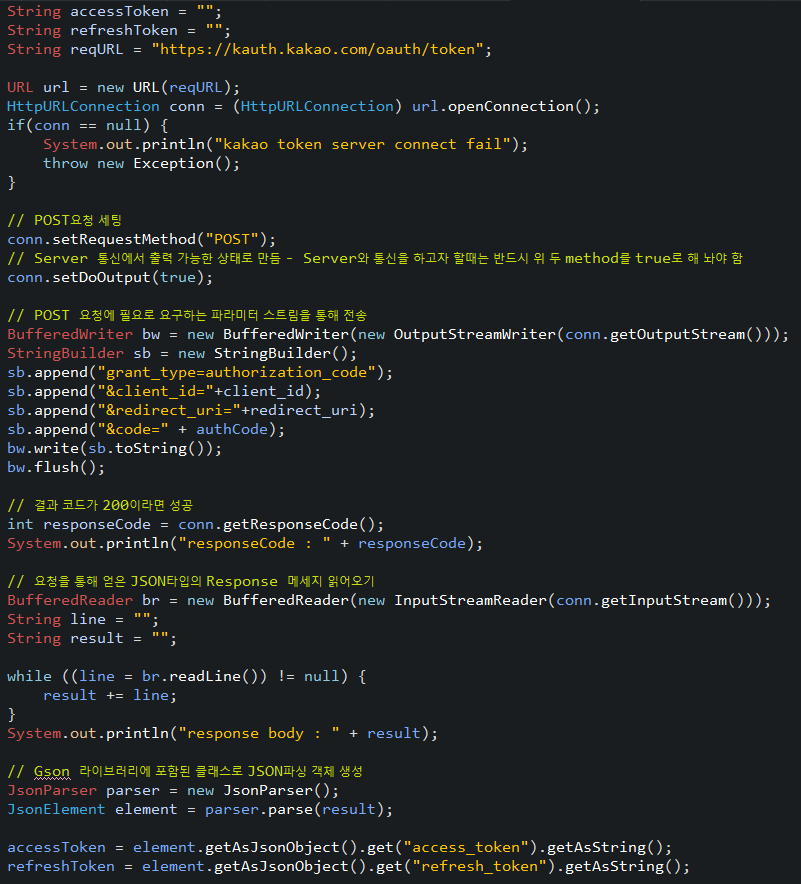 String accessToken = "";
String refreshToken = "";
String reqURL = "https://kauth.kakao.com/oauth/token";
URL url = new URL(reqURL);
HttpURLConnection conn = (HttpURLConnection) url.openConnection();
if(conn == null) {
    System.out.println("kakao token server connect fail");
    throw new Exception();
}
// POST요청 세팅
conn.setRequestMethod("POST");
// Server 통신에서 출력 가능한 상태로 만듬 - Server와 통신을 하고자 할때는 반드시 위 두 method를 true로 해 놔야 함
conn.setDoOutput(true);
// POST 요청에 필요로 요구하는 파라미터 스트림을 통해 전송
BufferedWriter bw = new BufferedWriter(new OutputStreamWriter(conn.getOutputStream()));
StringBuilder sb = new StringBuilder();
sb.append("grant_type=authorization_code");
sb.append("&client_id="+client_id);
sb.append("&redirect_uri="+redirect_uri);
sb.append("&code=" + authCode);
bw.write(sb.toString());
bw.flush();
// 결과 코드가 200이라면 성공
int responseCode = conn.getResponseCode();
System.out.println("responseCode : " + responseCode);
// 요청을 통해 얻은 JSON타입의 Response 메세지 읽어오기
BufferedReader br = new BufferedReader(new InputStreamReader(conn.getInputStream()));
String line = "";
String result = "";
while ((line = br.readLine()) != null) {
    result += line;
}
System.out.println("response body : " + result);
// Gson 라이브러리에 포함된 클래스로 JSON파싱 객체 생성
JsonParser parser = new JsonParser();
JsonElement element = parser.parse(result);
accessToken = element.getAsJsonObject().get("access_token").getAsString();
refreshToken = element.getAsJsonObject().get("refresh_token").getAsString();